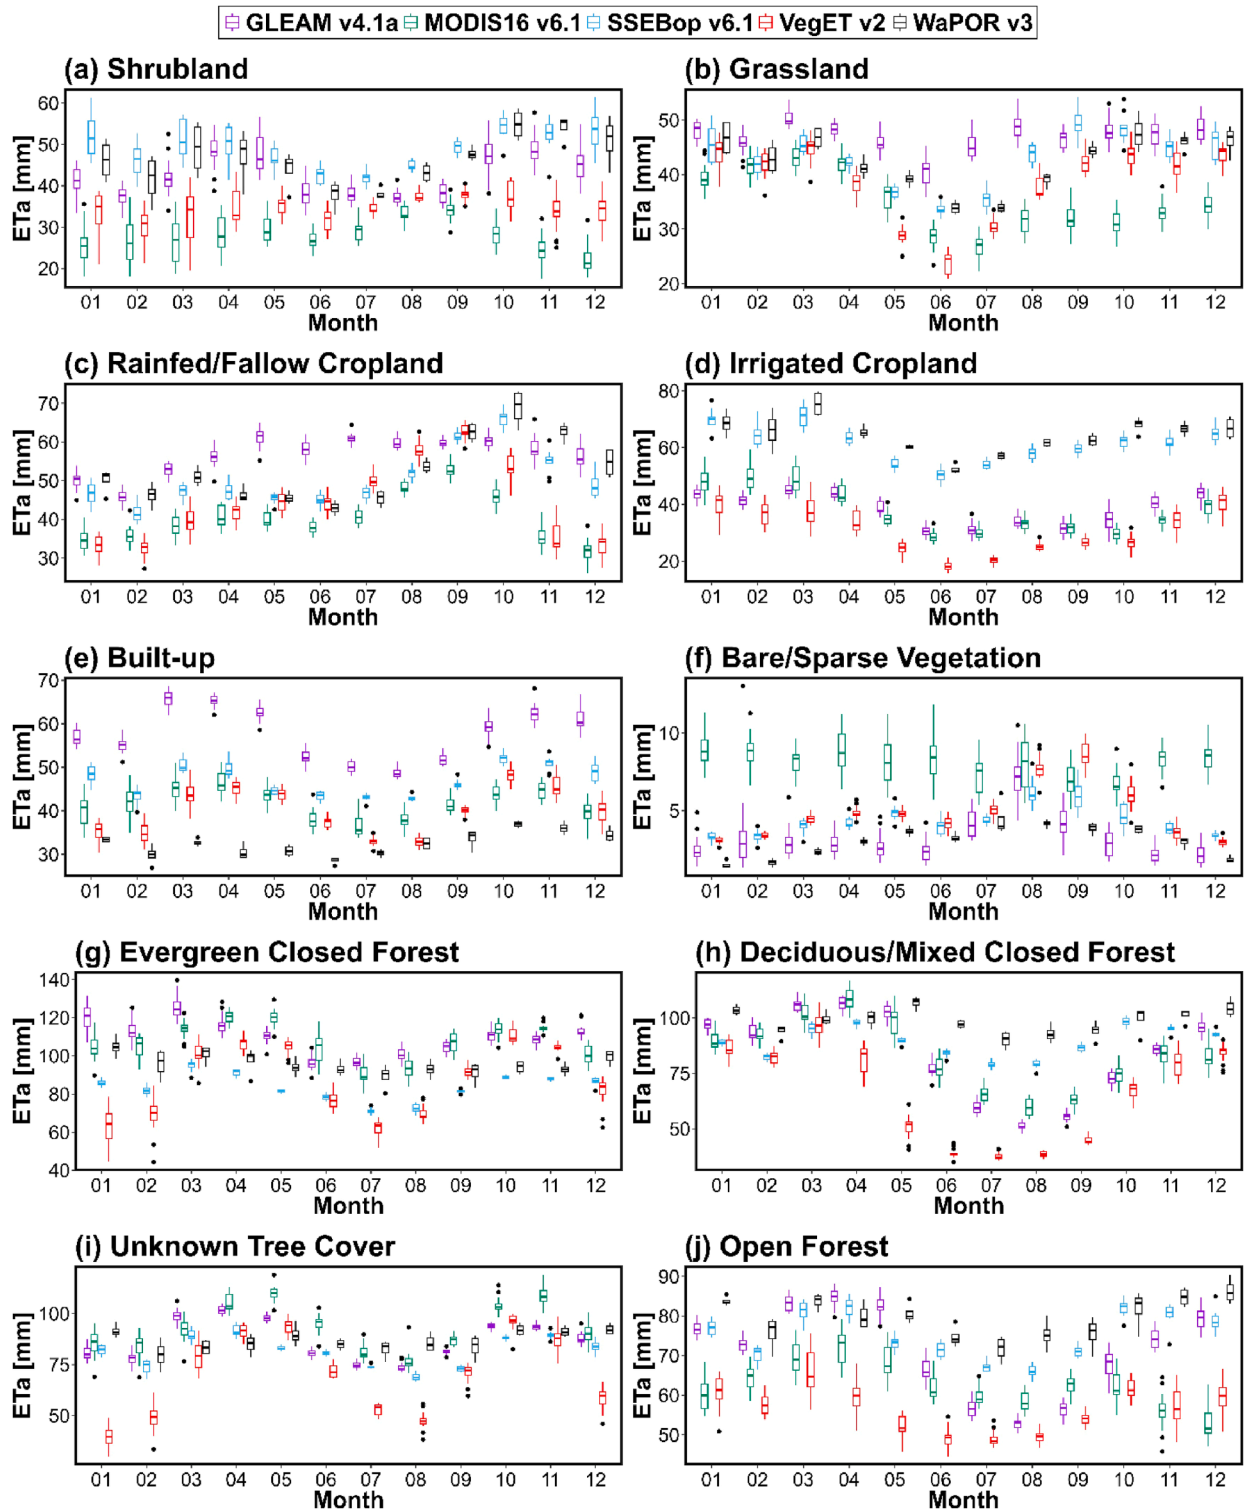 GLEAM v4.1a MODIS16 v6.1 SSEBop v6.1 VegET v2 WaPOR v3
(a) Shrubland
ETa [mm]
60
50
40
30
20
01 02 03 04 05 06 07 08 09 10 11 12
Month
(b) Grassland
ETa [mm]
50
40
30
20
01 02 03 04 05 06 07 08 09 10 11 12
Month
(c) Rainfed/Fallow Cropland
ETa [mm]
70
60
50
40
30
01 02 03 04 05 06 07 08 09 10 11 12
Month
(d) Irrigated Cropland
ETa [mm]
80
60
40
20
01 02 03 04 05 06 07 08 09 10 11 12
Month
(e) Built-up
ETa [mm]
70
60
50
40
30
01 02 03 04 05 06 07 08 09 10 11 12
Month
(f) Bare/Sparse Vegetation
ETa [mm]
10
5
01 02 03 04 05 06 07 08 09 10 11 12
Month
(g) Evergreen Closed Forest
ETa [mm]
140
120
100
80
60
40
01 02 03 04 05 06 07 08 09 10 11 12
Month
(h) Deciduous/Mixed Closed Forest
ETa [mm]
100
75
50
01 02 03 04 05 06 07 08 09 10 11 12
Month
(i) Unknown Tree Cover
ETa [mm]
100
75
50
01 02 03 04 05 06 07 08 09 10 11 12
Month
(j) Open Forest
ETa [mm]
90
80
70
60
50
01 02 03 04 05 06 07 08 09 10 11 12
Month